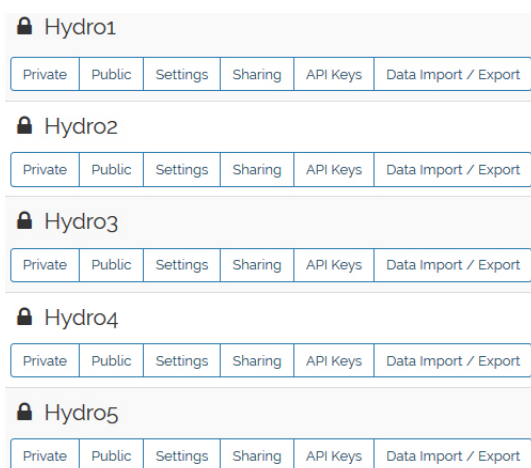 Hydro1
Private Public Settings Sharing API Keys Data Import / Export
Hydro2
Private Public Settings Sharing API Keys Data Import / Export
Hydro3
Private Public Settings Sharing API Keys Data Import / Export
Hydro4
Private Public Settings Sharing API Keys Data Import / Export
Hydro5
Private Public Settings Sharing API Keys Data Import / Export